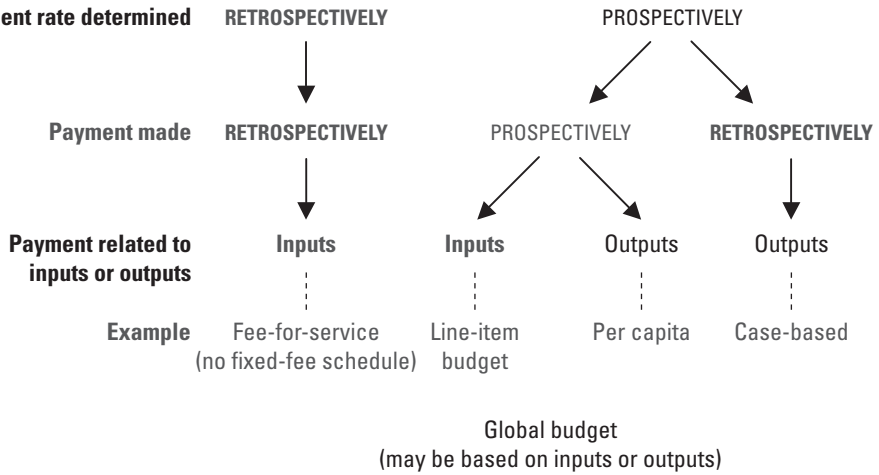 ent rate determined RETROSPECTIVELY PROSPECTIVELY
Payment made RETROSPECTIVELY PROSPECTIVELY RETROSPECTIVELY
Payment related to
inputs or outputs
Inputs Inputs Outputs Outputs
Example Fee-for-service
(no fixed-fee schedule)
Line-item
budget
Per capita Case-based
Global budget
(may be based on inputs or outputs)